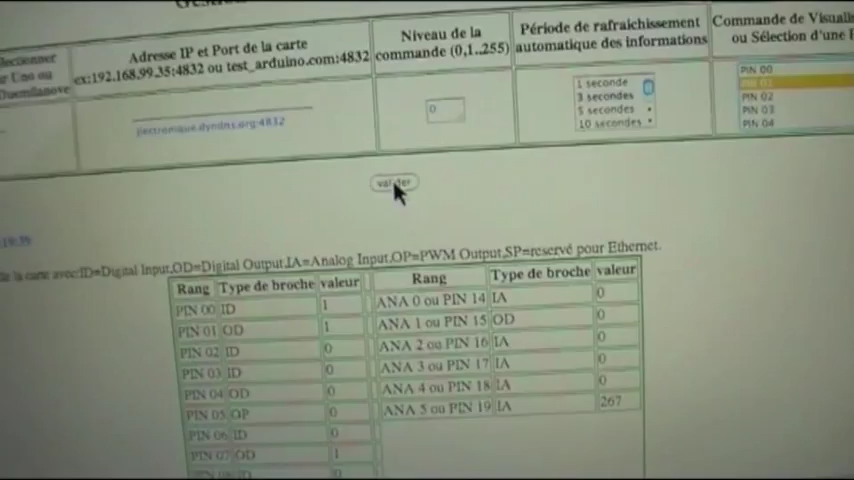 Adresse IP et Port de la carte
ex:192.168.99.35:4832 ou test_arduino.com:4832
Niveau de la
commande (0,1..255)
Période de rafraichissement
automatique des informations
Commande de
ou Sélection d'une
Duemilanove
.dyndns.org:4832
0
1 seconde
3 secondes
5 secondes
10 secondes
PIN 00
PIN 01
PIN 02
PIN 03
PIN 04
valider
la carte avec:ID=Digital Input,OD=Digital Output,IA=Analog Input,OP=PWM Output,SP=reservé pour Ethernet.
Rang Type de broche valeur
PIN 00 ID 1
PIN 01 OD 1
PIN 02 ID 0
PIN 03 ID 0
PIN 04 OD 0
PIN 05 OP 0
PIN 06 ID 0
PIN 07 OD 1
Rang Type de broche valeur
ANA 0 ou PIN 14 IA 0
ANA 1 ou PIN 15 OD 0
ANA 2 ou PIN 16 IA 0
ANA 3 ou PIN 17 IA 0
ANA 4 ou PIN 18 IA 0
ANA 5 ou PIN 19 IA 267